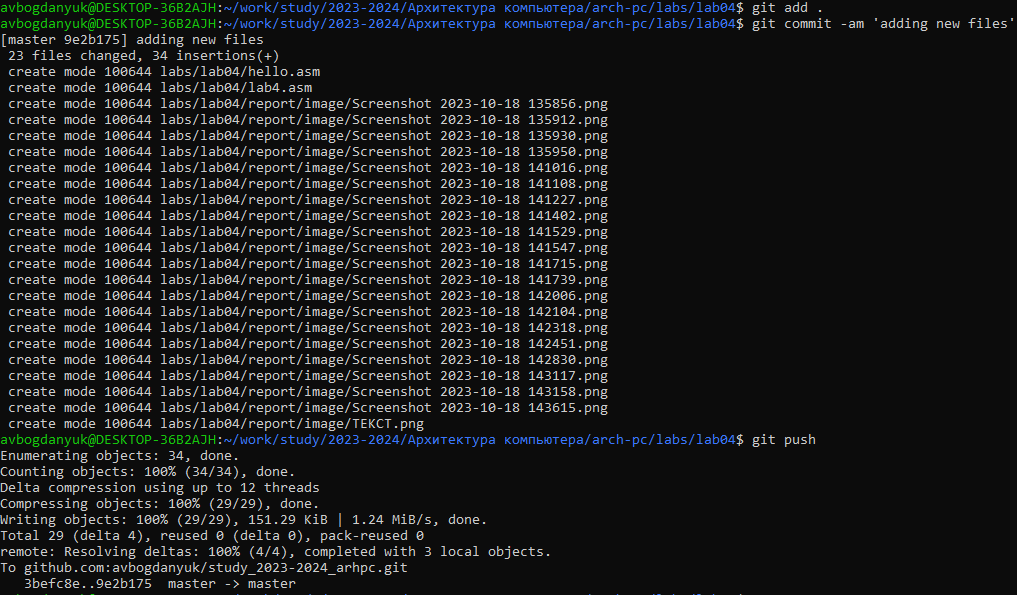 avbogdanyuk@DESKTOP-36B2AJH:~/work/study/2023-2024/Архитектура компьютера/arch-pc/labs/lab04$ git add .
avbogdanyuk@DESKTOP-36B2AJH:~/work/study/2023-2024/Архитектура компьютера/arch-pc/labs/lab04$ git commit -am 'adding new files'
[master 9e2b175] adding new files
 23 files changed, 34 insertions(+)
 create mode 100644 labs/lab04/hello.asm
 create mode 100644 labs/lab04/lab4.asm
 create mode 100644 labs/lab04/report/image/Screenshot 2023-10-18 135856.png
 create mode 100644 labs/lab04/report/image/Screenshot 2023-10-18 135912.png
 create mode 100644 labs/lab04/report/image/Screenshot 2023-10-18 135930.png
 create mode 100644 labs/lab04/report/image/Screenshot 2023-10-18 135950.png
 create mode 100644 labs/lab04/report/image/Screenshot 2023-10-18 141016.png
 create mode 100644 labs/lab04/report/image/Screenshot 2023-10-18 141108.png
 create mode 100644 labs/lab04/report/image/Screenshot 2023-10-18 141227.png
 create mode 100644 labs/lab04/report/image/Screenshot 2023-10-18 141402.png
 create mode 100644 labs/lab04/report/image/Screenshot 2023-10-18 141529.png
 create mode 100644 labs/lab04/report/image/Screenshot 2023-10-18 141547.png
 create mode 100644 labs/lab04/report/image/Screenshot 2023-10-18 141715.png
 create mode 100644 labs/lab04/report/image/Screenshot 2023-10-18 141739.png
 create mode 100644 labs/lab04/report/image/Screenshot 2023-10-18 142006.png
 create mode 100644 labs/lab04/report/image/Screenshot 2023-10-18 142104.png
 create mode 100644 labs/lab04/report/image/Screenshot 2023-10-18 142318.png
 create mode 100644 labs/lab04/report/image/Screenshot 2023-10-18 142451.png
 create mode 100644 labs/lab04/report/image/Screenshot 2023-10-18 142830.png
 create mode 100644 labs/lab04/report/image/Screenshot 2023-10-18 143117.png
 create mode 100644 labs/lab04/report/image/Screenshot 2023-10-18 143158.png
 create mode 100644 labs/lab04/report/image/Screenshot 2023-10-18 143615.png
 create mode 100644 labs/lab04/report/image/ТЕКСТ.png
avbogdanyuk@DESKTOP-36B2AJH:~/work/study/2023-2024/Архитектура компьютера/arch-pc/labs/lab04$ git push
Enumerating objects: 34, done.
Counting objects: 100% (34/34), done.
Delta compression using up to 12 threads
Compressing objects: 100% (29/29), done.
Writing objects: 100% (29/29), 151.29 KiB | 1.24 MiB/s, done.
Total 29 (delta 4), reused 0 (delta 0), pack-reused 0
remote: Resolving deltas: 100% (4/4), completed with 3 local objects.
To github.com:avbogdanyuk/study_2023-2024_arhpc.git
   3befc8e..9e2b175  master -> master